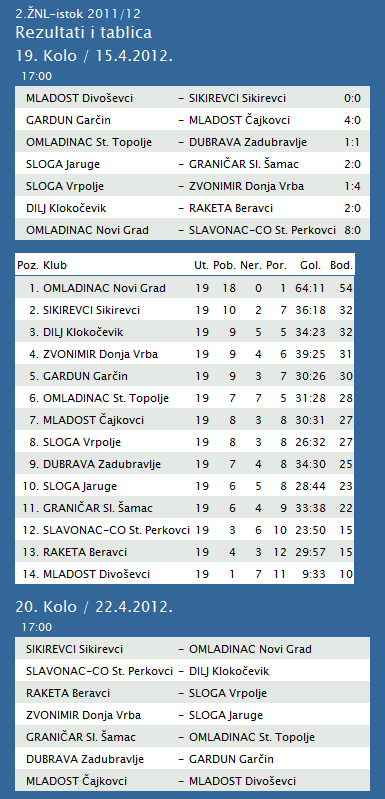 2.ŽNL-istok 2011/12
Rezultati i tablica
19. Kolo / 15.4.2012.
17:00
MLADOST Divoševci - SIKIREVCI Sikirevci 0:0
GARDUN Garčin - MLADOST Čajkovci 4:0
OMLADINAC St. Topolje - DUBRAVA Zadubravlje 1:1
SLOGA Jaruge - GRANIČAR Sl. Šamac 2:0
SLOGA Vrpolje - ZVONIMIR Donja Vrba 1:4
DILJ Klokočevik - RAKETA Beravci 2:0
OMLADINAC Novi Grad - SLAVONAC-CO St. Perkovci 8:0
Poz. Klub Ut. Pob. Ner. Por. Gol. Bod.
1. OMLADINAC Novi Grad 19 18 0 1 64:11 54
2. SIKIREVCI Sikirevci 19 10 2 7 36:18 32
3. DILJ Klokočevik 19 9 5 5 34:23 32
4. ZVONIMIR Donja Vrba 19 9 4 6 39:25 31
5. GARDUN Garčin 19 9 3 7 30:26 30
6. OMLADINAC St. Topolje 19 7 7 5 31:28 28
7. MLADOST Čajkovci 19 8 3 8 30:31 27
8. SLOGA Vrpolje 19 8 3 8 26:32 27
9. DUBRAVA Zadubravlje 19 7 4 8 34:30 25
10. SLOGA Jaruge 19 6 5 8 28:44 23
11. GRANIČAR Sl. Šamac 19 6 4 9 33:38 22
12. SLAVONAC-CO St. Perkovci 19 3 6 10 23:50 15
13. RAKETA Beravci 19 4 3 12 29:57 15
14. MLADOST Divoševci 19 1 7 11 9:33 10
20. Kolo / 22.4.2012.
17:00
SIKIREVCI Sikirevci - OMLADINAC Novi Grad
SLAVONAC-CO St. Perkovci - DILJ Klokočevik
RAKETA Beravci - SLOGA Vrpolje
ZVONIMIR Donja Vrba - SLOGA Jaruge
GRANIČAR Sl. Šamac - OMLADINAC St. Topolje
DUBRAVA Zadubravlje - GARDUN Garčin
MLADOST Čajkovci - MLADOST Divoševci